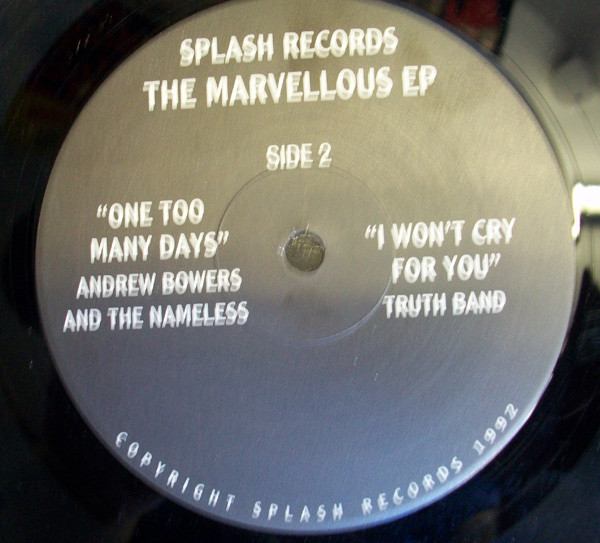 SPLASH RECORDS
THE MARVELLOUS EP
SIDE 2
“ONE TOO
MANY DAYS”
ANDREW BOWERS
AND THE NAMELESS
“I WON’T CRY
FOR YOU”
TRUTH BAND
COPYRIGHT SPLASH RECORDS 1992